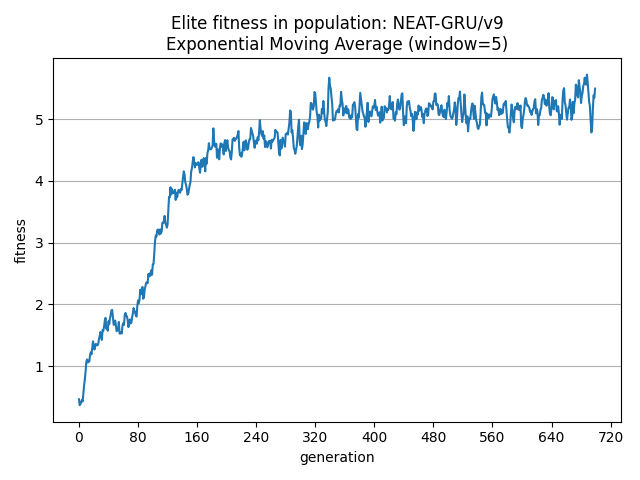 Elite fitness in population: NEAT-GRU/v9
Exponential Moving Average (window=5)
fitness
5
4
3
2
1
0 80 160 240 320 400 480 560 640 720
generation